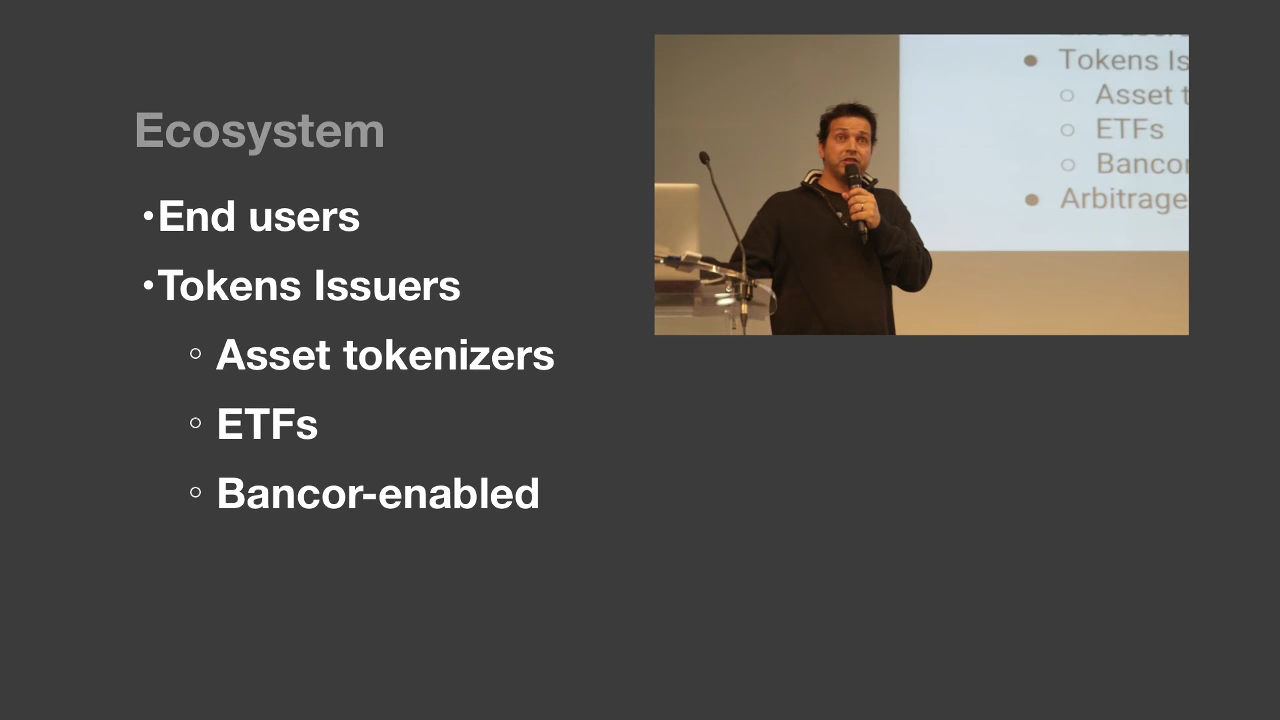 Ecosystem
•End users
•Tokens Issuers
◦ Asset tokenizers
◦ ETFs
◦ Bancor-enabled
● Tokens Is
○ Asset t
○ ETFs
○ Bancor
● Arbitrage